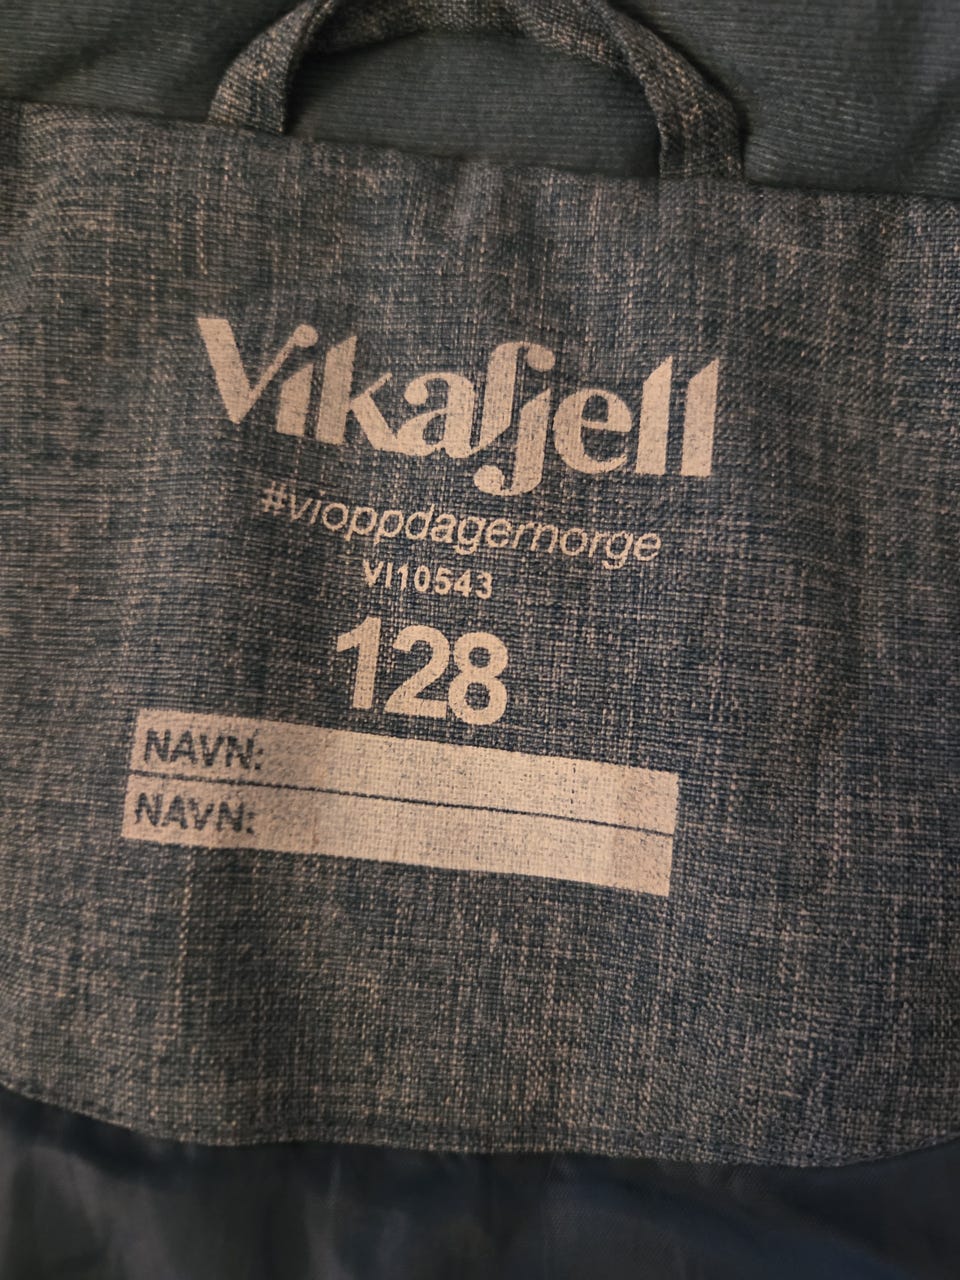 Vikafjell
#vioppdagernorge
VI10543
128
NAVN:
NAVN: